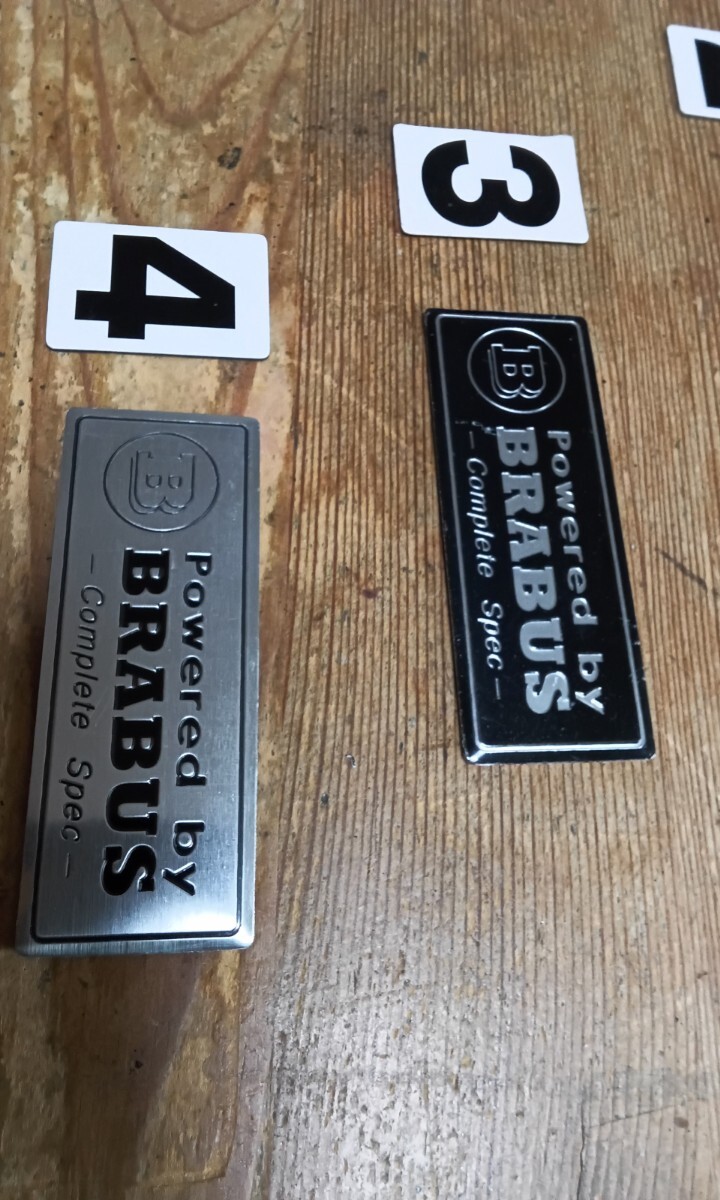 4
B
Powered by
BRABUS
- Complete Spec -
3
B
Powered by
BRABUS
- Complete Spec -